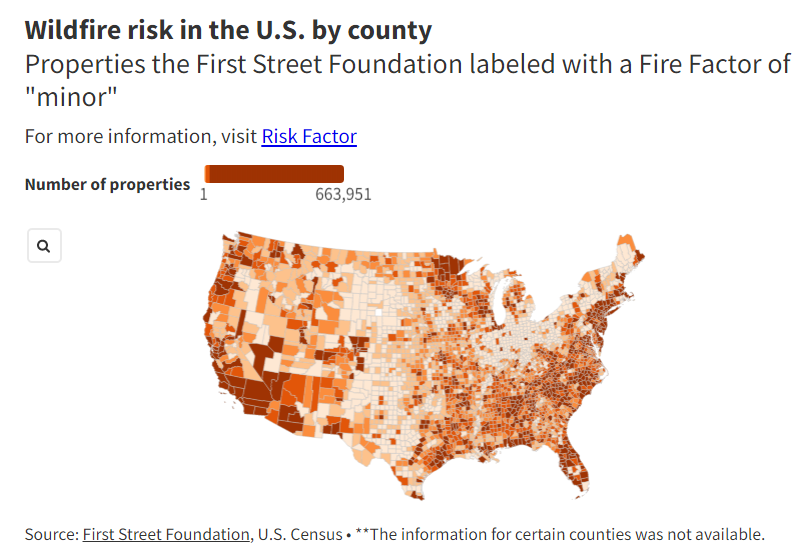 Wildfire risk in the U.S. by county
Properties the First Street Foundation labeled with a Fire Factor of
"minor"
For more information, visit Risk Factor
Number of properties
1 663,951
Source: First Street Foundation, U.S. Census • **The information for certain counties was not available.